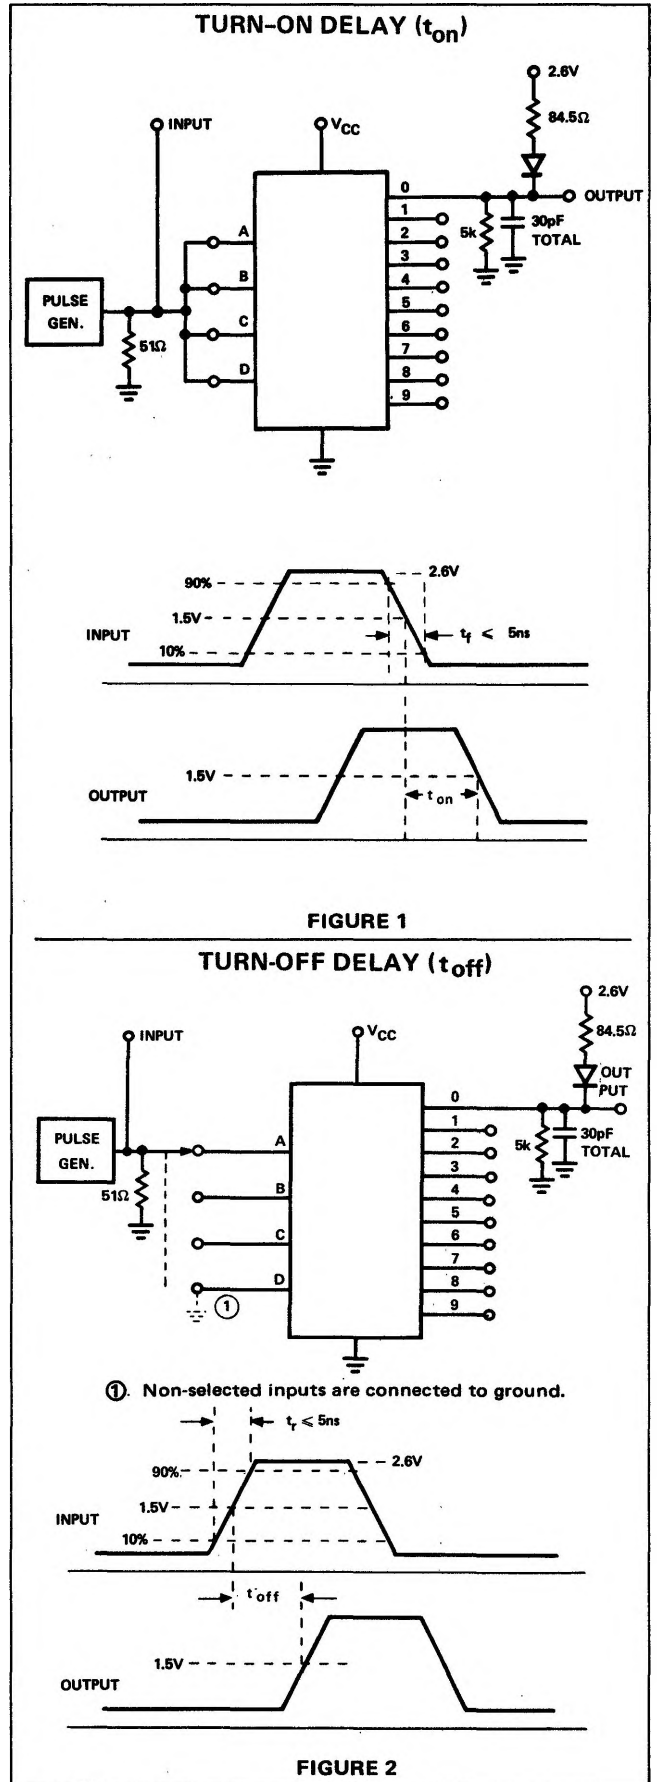 TURN-ON DELAY (ton)
2.6V
84.5Ω
INPUT
VCC
0
OUTPUT
1
5k
30pF
TOTAL
A
2
3
B
4
PULSE
GEN.
5
51Ω
C
6
7
D
8
9
2.6V
90%
1.5V
INPUT
tf ≤ 5ns
10%
1.5V
OUTPUT
ton
FIGURE 1
TURN-OFF DELAY (toff)
2.6V
84.5Ω
INPUT
VCC
OUT
PUT
0
1
5k
30pF
TOTAL
PULSE
GEN.
A
2
3
51Ω
B
4
5
C
6
7
D
8
①
9
①. Non-selected inputs are connected to ground.
tr ≤ 5ns
2.6V
90%
1.5V
INPUT
10%
toff
1.5V
OUTPUT
FIGURE 2